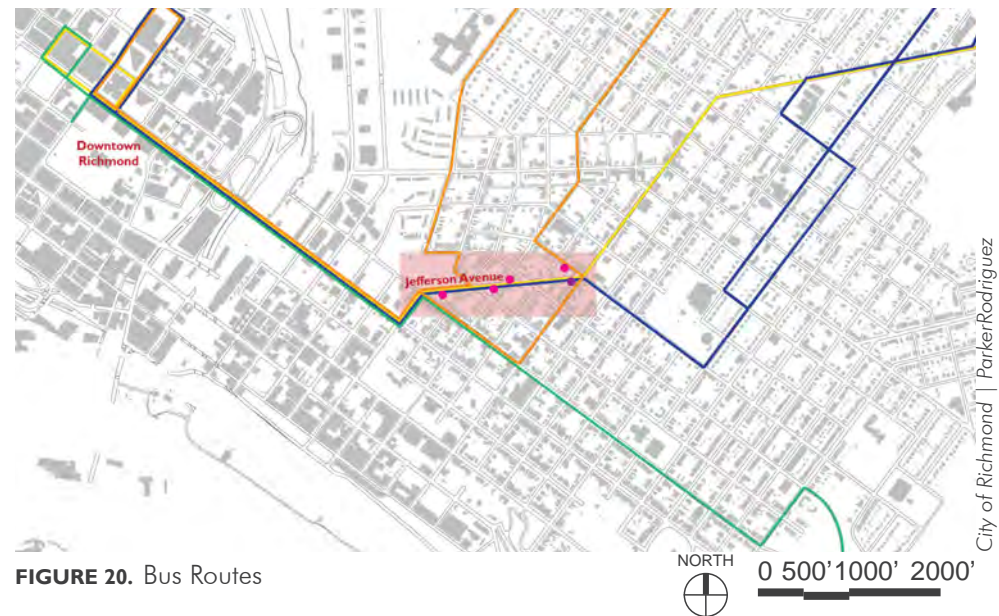 Downtown
Richmond
Jefferson Avenue
City of Richmond | ParkerRodriguez
FIGURE 20. Bus Routes
NORTH
0 500' 1000' 2000'